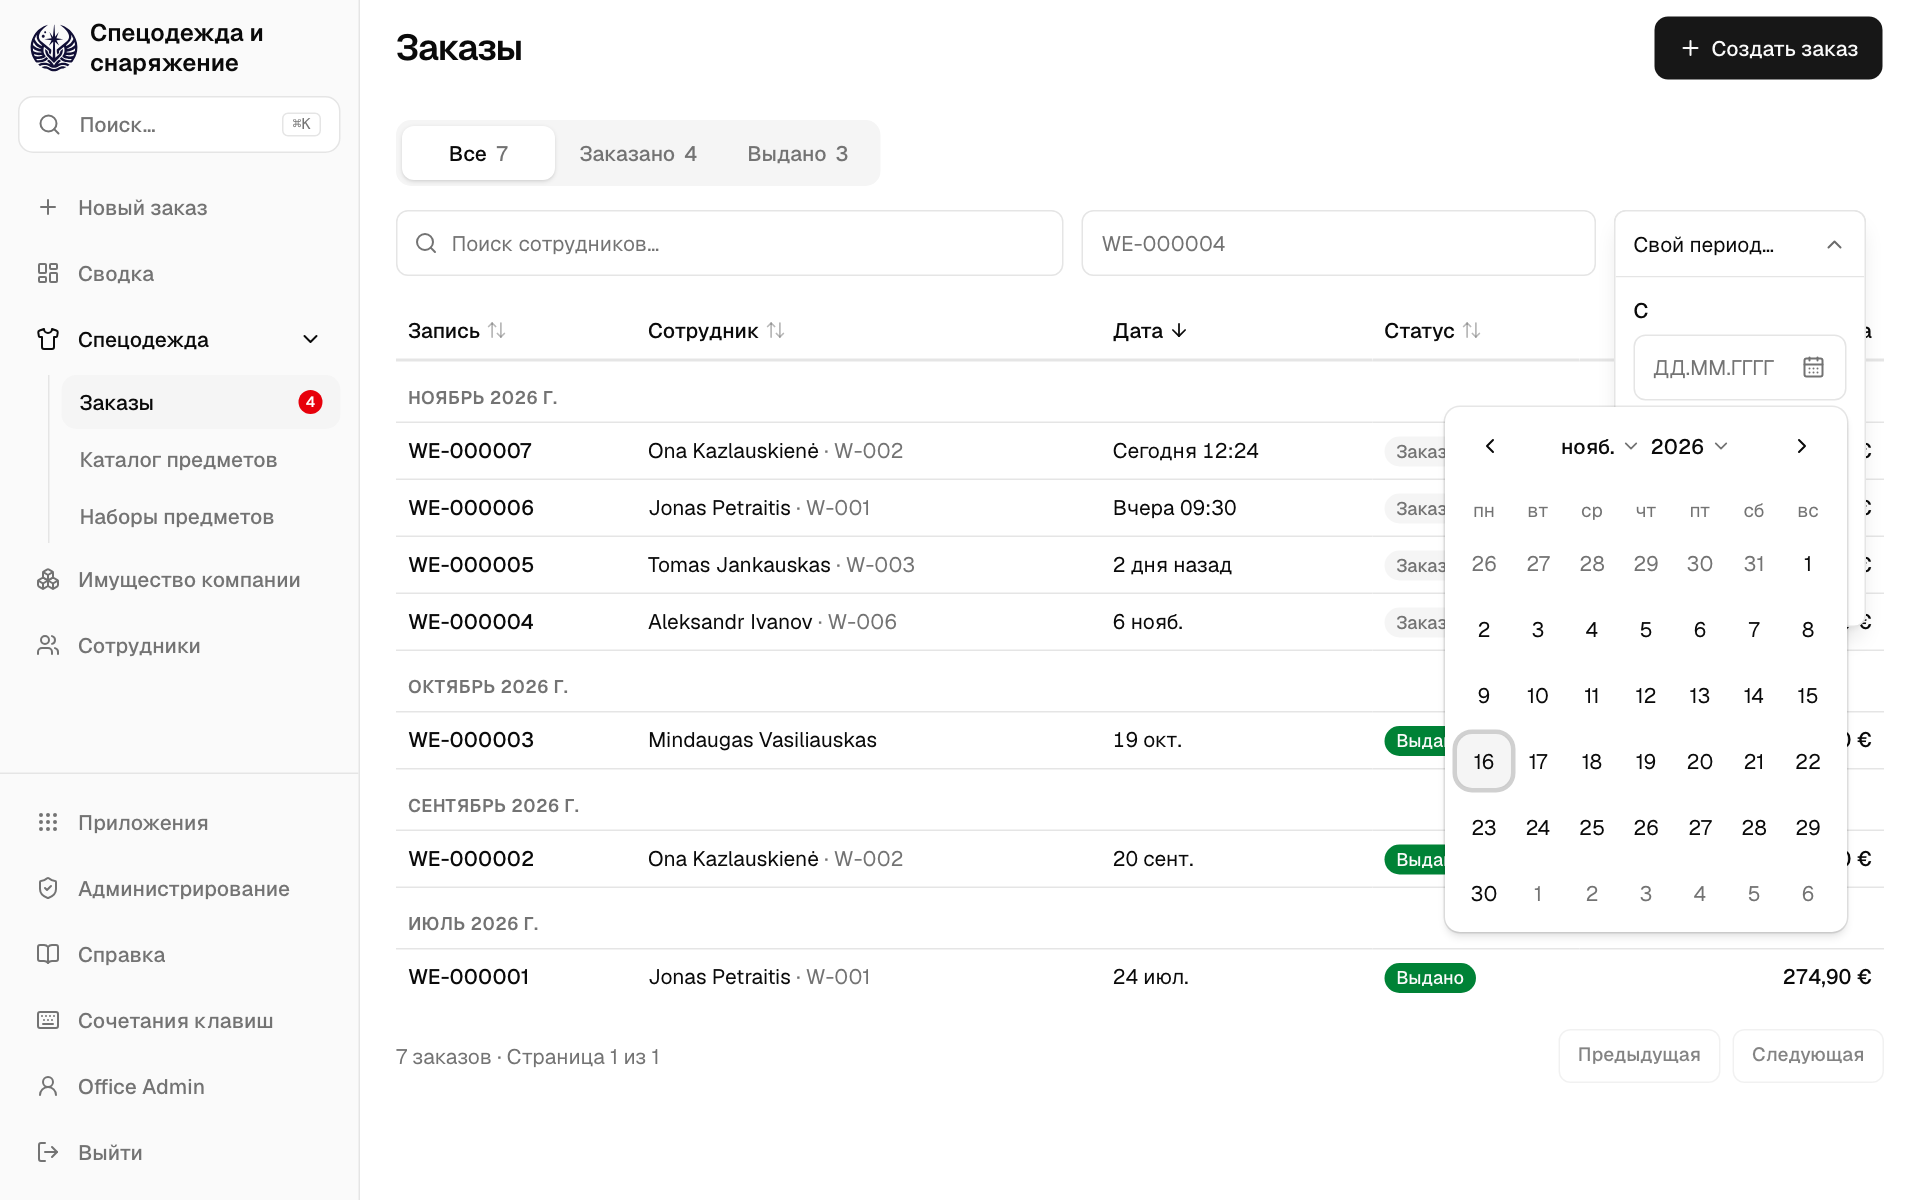 Спецодежда и
снаряжение
Поиск...
⌘K
Новый заказ
Сводка
Спецодежда
Заказы
4
Каталог предметов
Наборы предметов
Имущество компании
Сотрудники
Приложения
Администрирование
Справка
Сочетания клавиш
Office Admin
Выйти
Заказы
Создать заказ
Все 7
Заказано 4
Выдано 3
Поиск сотрудников...
WE-000004
Свой период...
С
ДД.ММ.ГГГГ
Запись
Сотрудник
Дата
Статус
НОЯБРЬ 2026 Г.
WE-000007 Ona Kazlauskienė · W-002 Сегодня 12:24
WE-000006 Jonas Petraitis · W-001 Вчера 09:30
WE-000005 Tomas Jankauskas · W-003 2 дня назад
WE-000004 Aleksandr Ivanov · W-006 6 нояб.
ОКТЯБРЬ 2026 Г.
WE-000003 Mindaugas Vasiliauskas 19 окт. €
СЕНТЯБРЬ 2026 Г.
WE-000002 Ona Kazlauskienė · W-002 20 сент. €
ИЮЛЬ 2026 Г.
WE-000001 Jonas Petraitis · W-001 24 июл. Выдано 274,90 €
нояб. 2026
пн вт ср чт пт сб вс
26 27 28 29 30 31 1
2 3 4 5 6 7 8
9 10 11 12 13 14 15
16 17 18 19 20 21 22
23 24 25 26 27 28 29
30 1 2 3 4 5 6
7 заказов · Страница 1 из 1
Предыдущая
Следующая